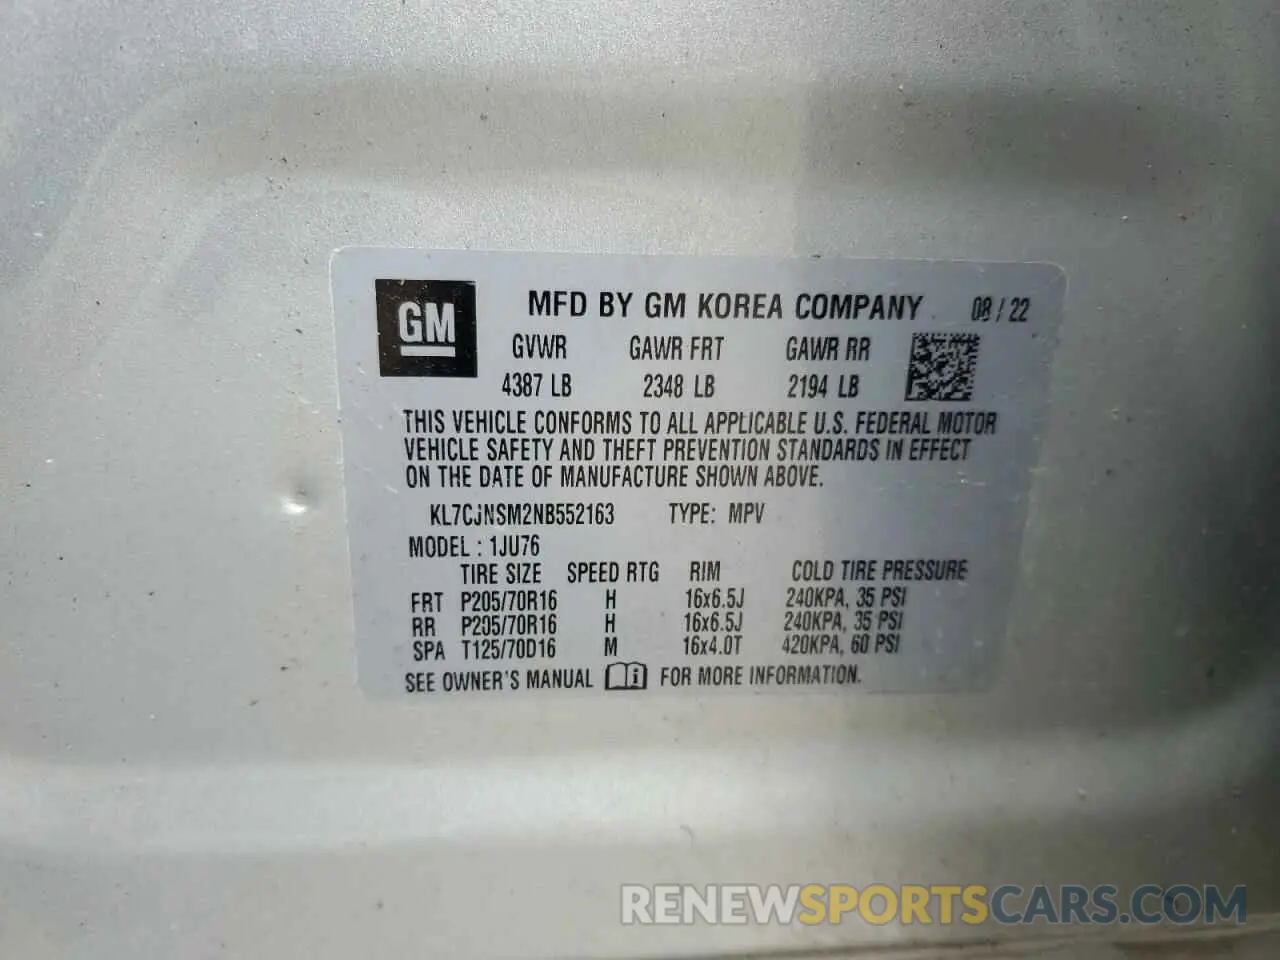 GM
MFD BY GM KOREA COMPANY 08/22
GVWR GAWR FRT GAWR RR
4387 LB 2348 LB 2194 LB
THIS VEHICLE CONFORMS TO ALL APPLICABLE U.S. FEDERAL MOTOR
VEHICLE SAFETY AND THEFT PREVENTION STANDARDS IN EFFECT
ON THE DATE OF MANUFACTURE SHOWN ABOVE.
KL7CJNSM2NB552163 TYPE: MPV
MODEL : 1JU76
TIRE SIZE SPEED RTG RIM COLD TIRE PRESSURE
FRT P205/70R16 H 16x6.5J 240KPA, 35 PSI
RR P205/70R16 H 16x6.5J 240KPA, 35 PSI
SPA T125/70D16 M 16x4.0T 420KPA, 60 PSI
SEE OWNER'S MANUAL FOR MORE INFORMATION.
RENEWSPORTSCARS.COM